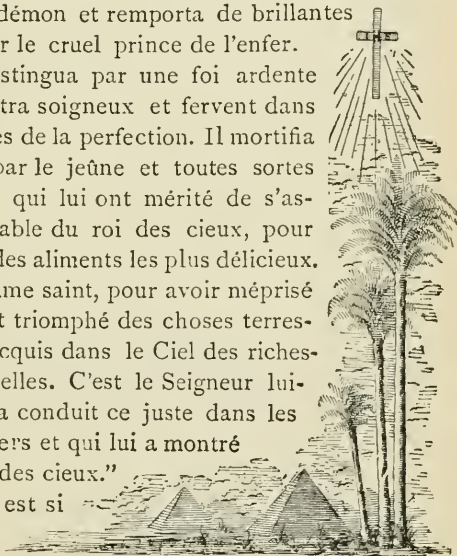 démon et remporta de brillantes
r le cruel prince de l'enfer.
stingua par une foi ardente
tra soigneux et fervent dans
es de la perfection. Il mortifia
par le jeûne et toutes sortes
qui lui ont mérité de s'as-
able du roi des cieux, pour
des aliments les plus délicieux.
me saint, pour avoir méprisé
t triomphé des choses terres-
cquis dans le Ciel des riches-
elles. C'est le Seigneur lui-
a conduit ce juste dans les
ers et qui lui a montré
des cieux."
est si